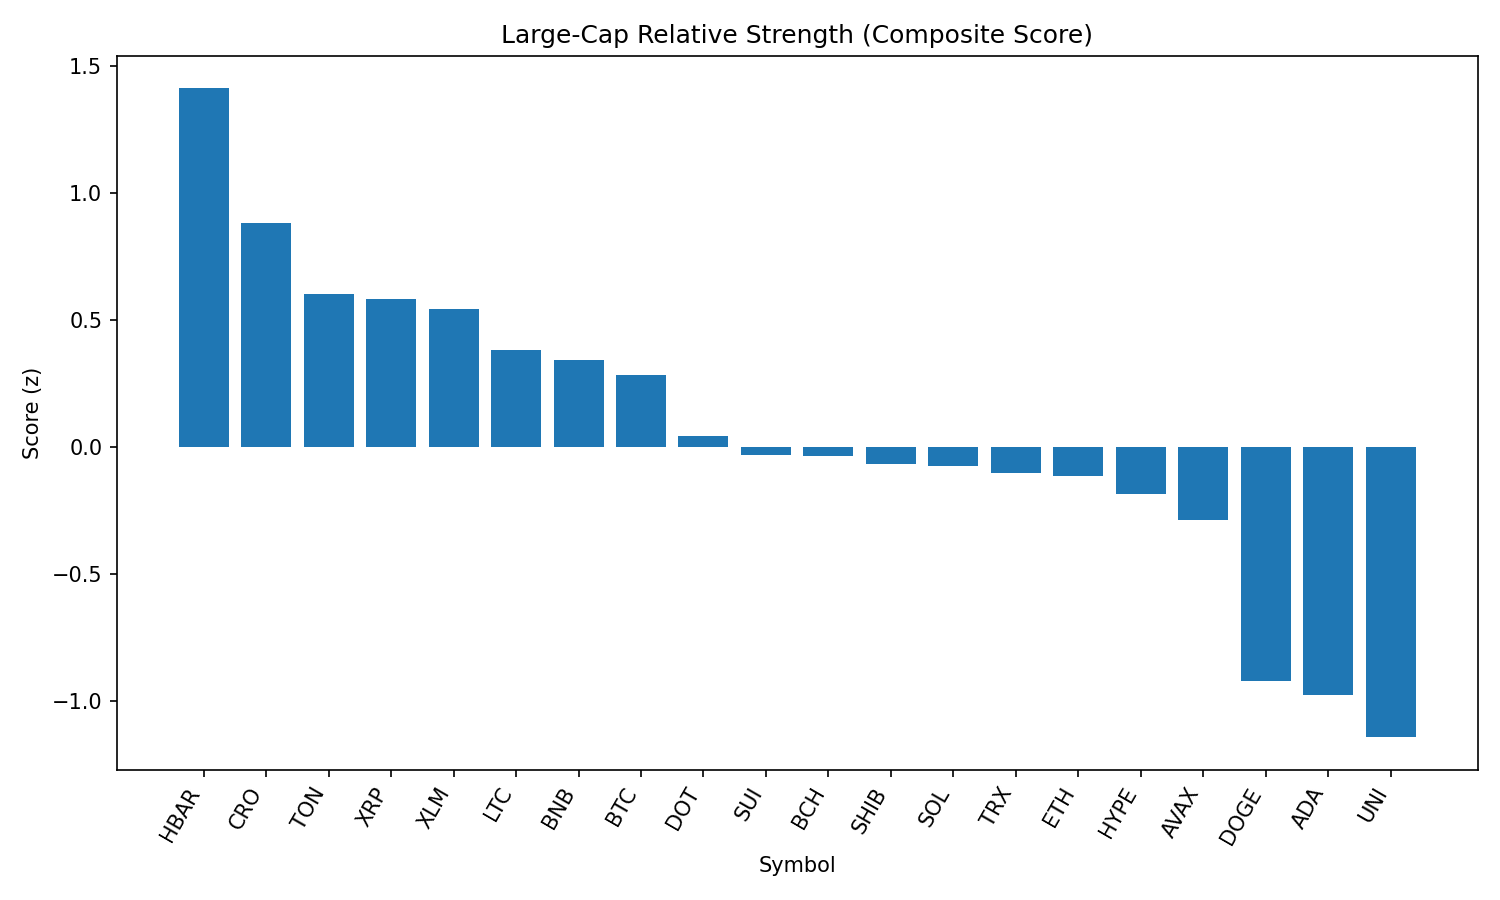 Large-Cap Relative Strength (Composite Score)
1.5
1.0
0.5
0.0
−0.5
−1.0
Score (z)
HBAR
CRO
TON
XRP
XLM
LTC
BNB
BTC
DOT
SUI
BCH
SHIB
SOL
TRX
ETH
HYPE
AVAX
DOGE
ADA
UNI
Symbol